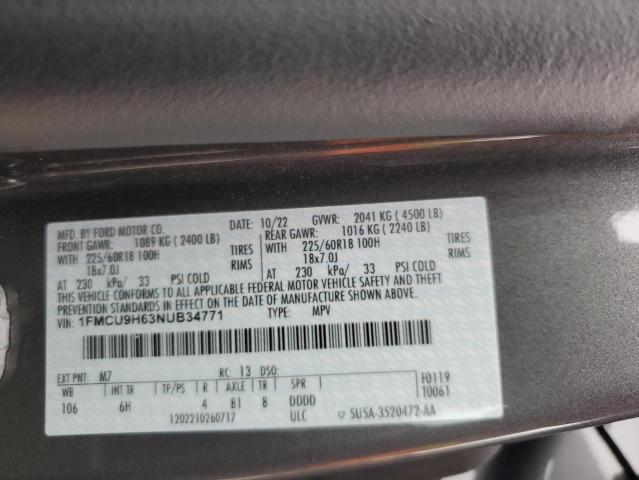 MFD. BY FORD MOTOR CO.
DATE: 10/22 GVWR: 2041 KG ( 4500 LB)
FRONT GAWR: 1089 KG ( 2400 LB)
REAR GAWR: 1016 KG ( 2240 LB)
WITH 225/60R18 100H TIRES
WITH 225/60R18 100H TIRES
18x7.0J RIMS
18x7.0J RIMS
AT 230 kPa/ 33 PSI COLD
AT 230 kPa/ 33 PSI COLD
THIS VEHICLE CONFORMS TO ALL APPLICABLE FEDERAL MOTOR VEHICLE SAFETY AND THEFT
PREVENTION STANDARDS IN EFFECT ON THE DATE OF MANUFACTURE SHOWN ABOVE.
VIN: 1FMCU9H63NUB34771
TYPE: MPV
EXT PNT: M7 RC: 13 DSO:
F0119
T0061
WB INT TR TP/PS R AXLE TR SPR
106 6H 4 81 8 DDDD
1202210260717 ULC 5U5A-3520472-AA